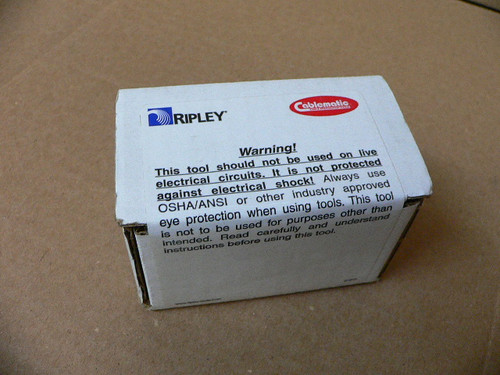 RIPLEY
Cablematic
Warning!
This tool should not be used on live
electrical circuits. It is not protected
against electrical shock! Always use
OSHA/ANSI or other industry approved
eye protection when using tools. This tool
is not to be used for purposes other than
intended. Read carefully and understand
instructions before using this tool.